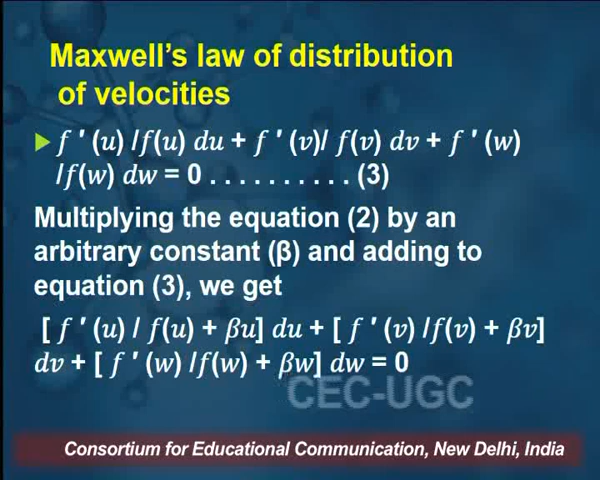 Maxwell's law of distribution
of velocities
f ′ (u) /f(u) du + f ′ (v)/ f(v) dv + f ′ (w)
/f(w) dw = 0 . . . . . . . . . . (3)
Multiplying the equation (2) by an
arbitrary constant (β) and adding to
equation (3), we get
[ f ′ (u) / f(u) + βu] du + [ f ′ (v) /f(v) + βv]
dv + [ f ′ (w) /f(w) + βw] dw = 0
CEC-UGC
Consortium for Educational Communication, New Delhi, India